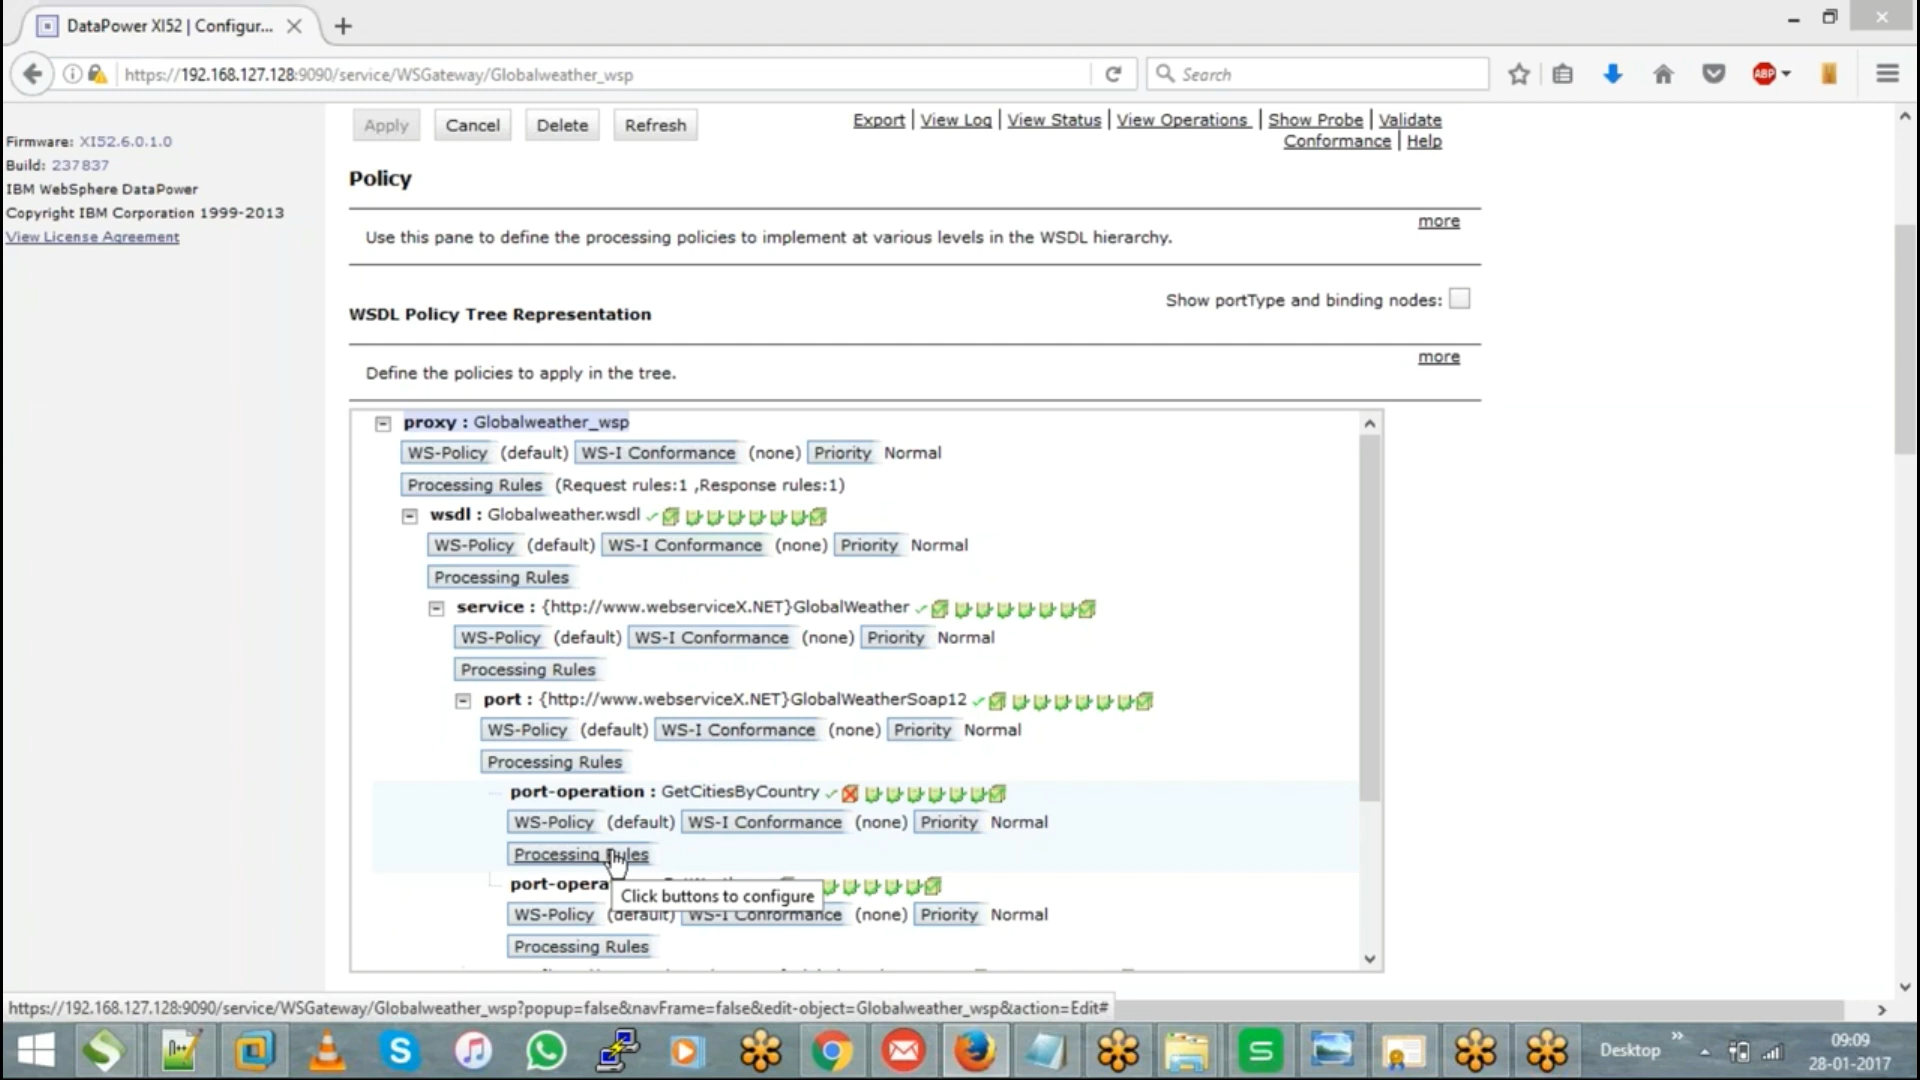 DataPower XI52 | Configur...
https://192.168.127.128:9090/service/WSGateway/Globalweather_wsp
Search
ABP
Firmware: XI52.6.0.1.0
Build: 237837
IBM WebSphere DataPower
Copyright IBM Corporation 1999-2013
View License Agreement
Apply Cancel Delete Refresh
Export | View Log | View Status | View Operations | Show Probe | Validate
Conformance | Help
Policy
more
Use this pane to define the processing policies to implement at various levels in the WSDL hierarchy.
Show portType and binding nodes:
WSDL Policy Tree Representation
more
Define the policies to apply in the tree.
proxy : Globalweather_wsp
WS-Policy (default) WS-I Conformance (none) Priority Normal
Processing Rules (Request rules:1 ,Response rules:1)
wsdl : Globalweather.wsdl
WS-Policy (default) WS-I Conformance (none) Priority Normal
Processing Rules
service : {http://www.webserviceX.NET}GlobalWeather
WS-Policy (default) WS-I Conformance (none) Priority Normal
Processing Rules
port : {http://www.webserviceX.NET}GlobalWeatherSoap12
WS-Policy (default) WS-I Conformance (none) Priority Normal
Processing Rules
port-operation : GetCitiesByCountry
WS-Policy (default) WS-I Conformance (none) Priority Normal
Processing Rules
port-opera
Click buttons to configure
WS-Policy (default) WS-I Conformance (none) Priority Normal
Processing Rules
https://192.168.127.128:9090/service/WSGateway/Globalweather_wsp?popup=false&navFrame=false&edit-object=Globalweather_wsp&action=Edit#
Desktop
09:09
28-01-2017